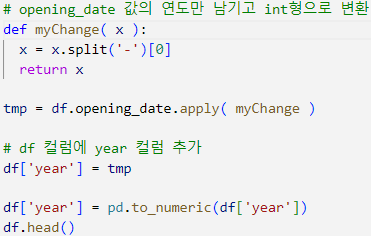 # opening_date 값의 연도만 남기고 int형으로 변환
def myChange( x ):
  x = x.split('-')[0]
  return x
tmp = df.opening_date.apply( myChange )
# df 컬럼에 year 컬럼 추가
df['year'] = tmp
df['year'] = pd.to_numeric(df['year'])
df.head()